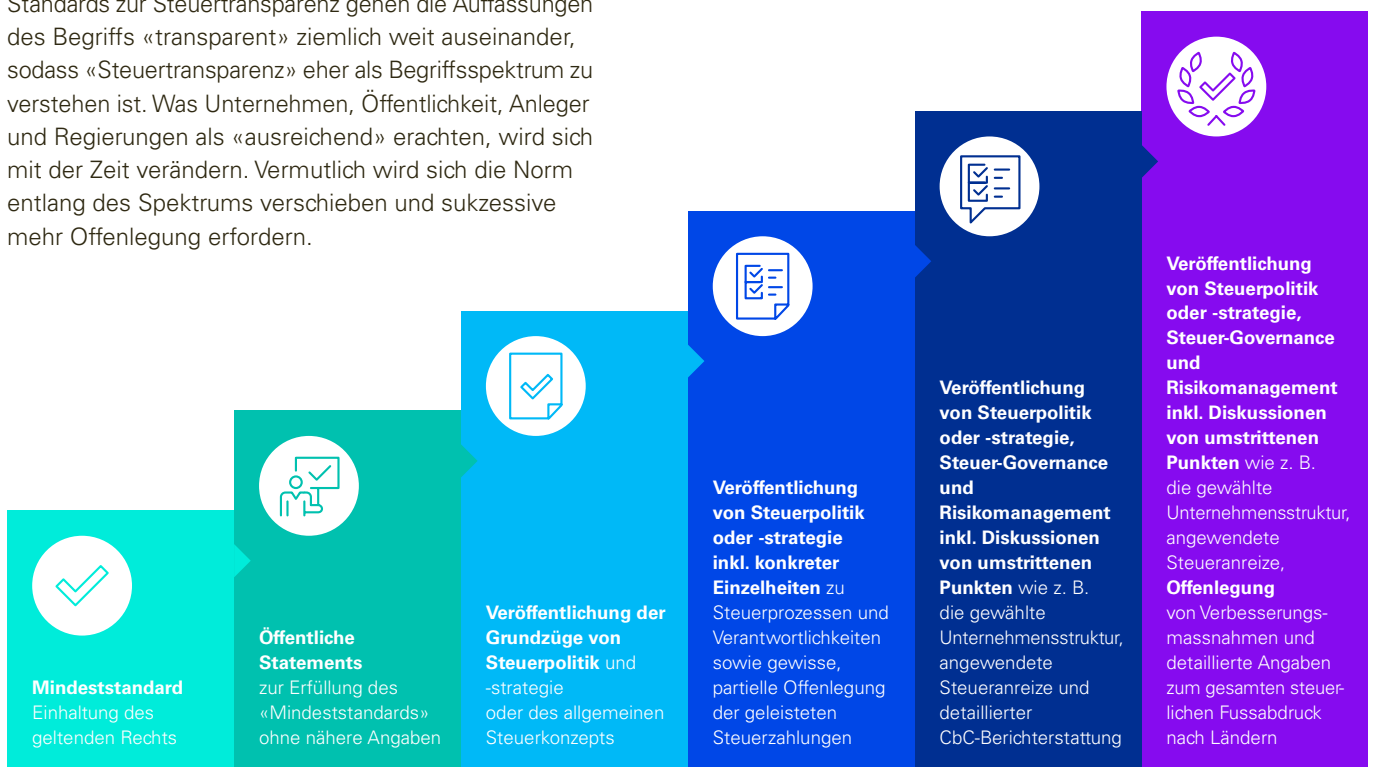 Standards zur Steuertransparenz gehen die Auffassungen
des Begriffs «transparent» ziemlich weit auseinander,
sodass «Steuertransparenz» eher als Begriffsspektrum zu
verstehen ist. Was Unternehmen, Öffentlichkeit, Anleger
und Regierungen als «ausreichend» erachten, wird sich
mit der Zeit verändern. Vermutlich wird sich die Norm
entlang des Spektrums verschieben und sukzessive
mehr Offenlegung erfordern.
Mindeststandard
Einhaltung des
geltenden Rechts
Öffentliche
Statements
zur Erfüllung des
«Mindeststandards»
ohne nähere Angaben
Veröffentlichung der
Grundzüge von
Steuerpolitik und
-strategie
oder des allgemeinen
Steuerkonzepts
Veröffentlichung
von Steuerpolitik
oder -strategie
inkl. konkreter
Einzelheiten zu
Steuerprozessen und
Verantwortlichkeiten
sowie gewisse,
partielle Offenlegung
der geleisteten
Steuerzahlungen
Veröffentlichung
von Steuerpolitik
oder -strategie,
Steuer-Governance
und
Risikomanagement
inkl. Diskussionen
von umstrittenen
Punkten wie z. B.
die gewählte
Unternehmensstruktur,
angewendete
Steueranreize und
detaillierter
CbC-Berichterstattung
Veröffentlichung
von Steuerpolitik
oder -strategie,
Steuer-Governance
und
Risikomanagement
inkl. Diskussionen
von umstrittenen
Punkten wie z. B.
die gewählte
Unternehmensstruktur,
angewendete
Steueranreize,
Offenlegung
von Verbesserungs-
massnahmen und
detaillierte Angaben
zum gesamten steuer-
lichen Fussabdruck
nach Ländern